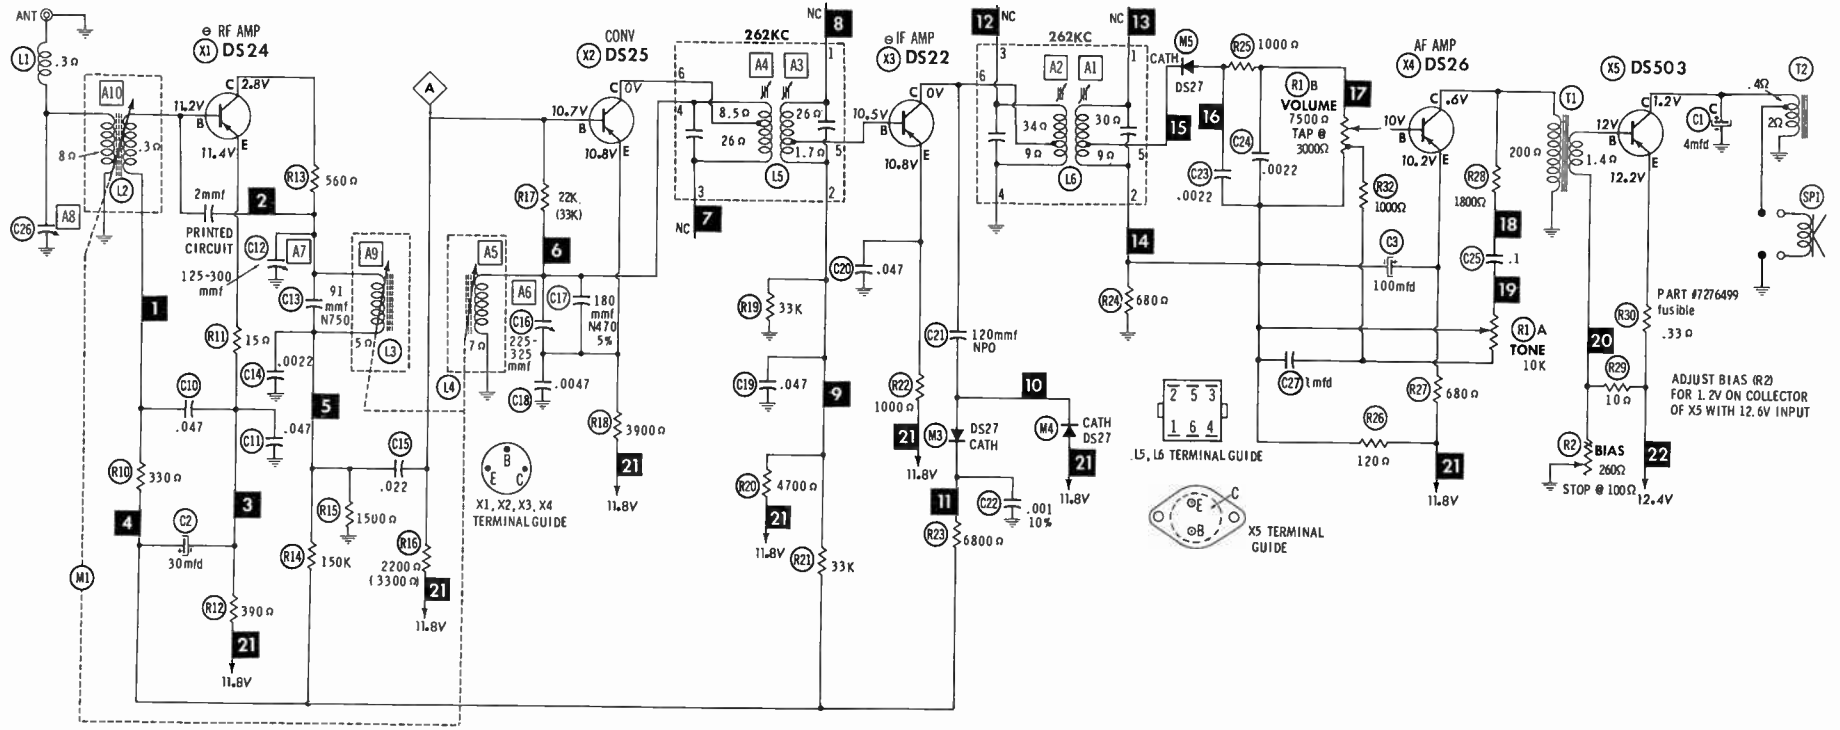 ANT
L1
.3Ω
C26
A8
A10
8Ω
.3Ω
L2
⊖ RF AMP
X1 DS24
C 2.8V
11.2V
B
E
11.4V
2mmf
PRINTED
CIRCUIT
2
R13
560Ω
C12
A7
125-300
mmf
C13
91
mmf
N750
A9
L3
5Ω
1
R11
15Ω
.0022
C14
C10
.047
C11
.047
5
R10
330Ω
4
C2
30mfd
3
R15
1500Ω
R14
150K
R12
390Ω
21
11.8V
M1
C15
.022
R16
2200Ω
(3300Ω)
21
11.8V
A
A5
L4
7Ω
CONV
X2 DS25
C 0V
10.7V
B
10.8V
E
R17
22K
(33K)
6
A6
C16
225-
325
mmf
C17
180
mmf
N470
5%
C18
.0047
R18
3900Ω
21
11.8V
B
E C
X1, X2, X3, X4
TERMINAL GUIDE
262KC
6
4
A4
A3
8.5Ω
26Ω
26Ω
1.7Ω
L5
1
5
2
3
NC
7
NC
8
R19
33K
C19
.047
9
R20
4700Ω
21
11.8V
R21
33K
⊖ IF AMP
X3 DS22
C 0V
10.5V
B
10.8V
E
C20
.047
R22
1000Ω
21
11.8V
C21
120mmf
NPO
10
M3
DS27
CATH
M4
CATH
DS27
21
11.8V
11
C22
.001
10%
R23
6800Ω
12
NC
NC
13
262KC
6
3
A2
A1
34Ω
30Ω
9Ω
9Ω
L6
1
5
4
2
14
R24
680Ω
15
M5
CATH
DS27
R25
1000Ω
16
C23
.0022
C24
.0022
R1 B
VOLUME
7500Ω
TAP @
3000Ω
17
R32
1000Ω
C3
100mfd
C27
1mfd
R26
120Ω
AF AMP
X4 DS26
C .6V
10V
B
10.2V
E
R27
680Ω
21
11.8V
R28
1800Ω
18
C25
.1
19
R1 A
TONE
10K
2 5 3
1 6 4
L5, L6 TERMINAL GUIDE
⊕E
⊙B
C
X5 TERMINAL
GUIDE
T1
200Ω
1.4Ω
X5 DS503
C 1.2V
12V
B
E
12.2V
C1
4mfd
.4Ω
T2
2Ω
SP1
PART #7276499
fusible
R30
.33Ω
20
R29
10Ω
ADJUST BIAS (R2)
FOR 1.2V ON COLLECTOR
OF X5 WITH 12.6V INPUT
R2
BIAS
260Ω
STOP @ 100Ω
22
12.4V